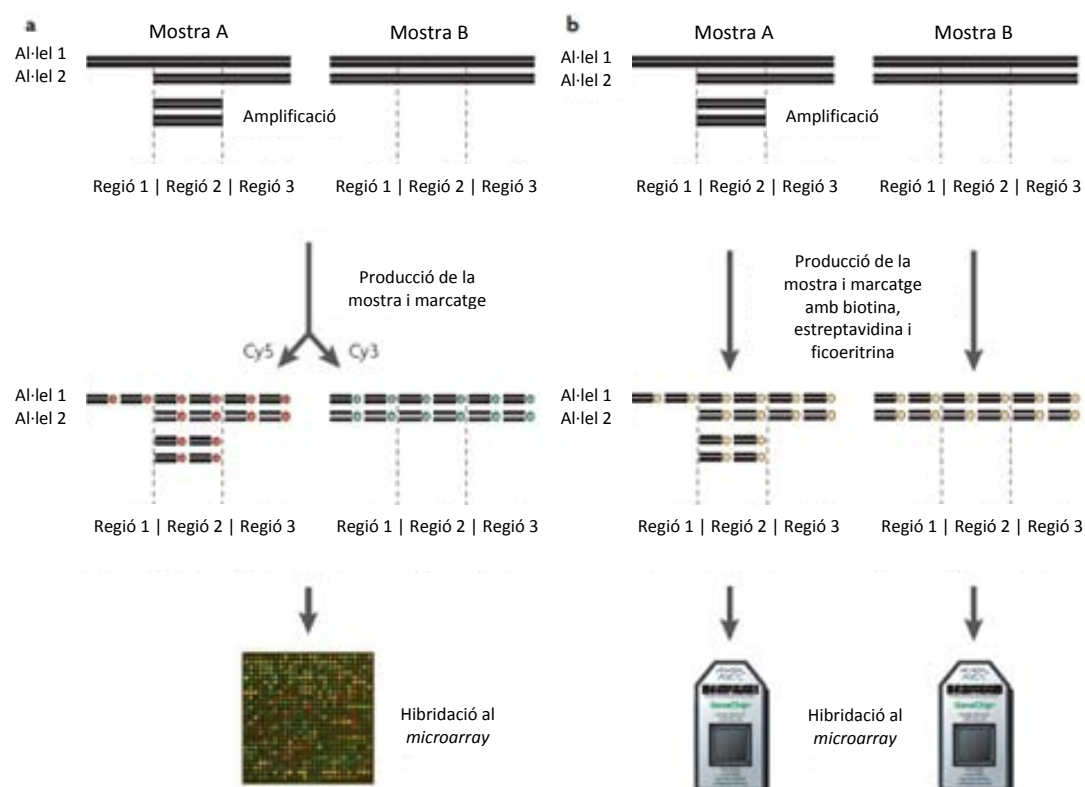 a
Mostra A
Mostra B
Al·lel 1
Al·lel 2
Amplificació
Regió 1 | Regió 2 | Regió 3
Regió 1 | Regió 2 | Regió 3
Producció de la
mostra i marcatge
Cy5
Cy3
Al·lel 1
Al·lel 2
Regió 1 | Regió 2 | Regió 3
Regió 1 | Regió 2 | Regió 3
Hibridació al
microarray
b
Mostra A
Mostra B
Al·lel 1
Al·lel 2
Amplificació
Regió 1 | Regió 2 | Regió 3
Regió 1 | Regió 2 | Regió 3
Producció de la
mostra i marcatge
amb biotina,
estreptavidina i
ficoeritrina
Al·lel 1
Al·lel 2
Regió 1 | Regió 2 | Regió 3
Regió 1 | Regió 2 | Regió 3
GeneChip
Hibridació al
microarray
GeneChip